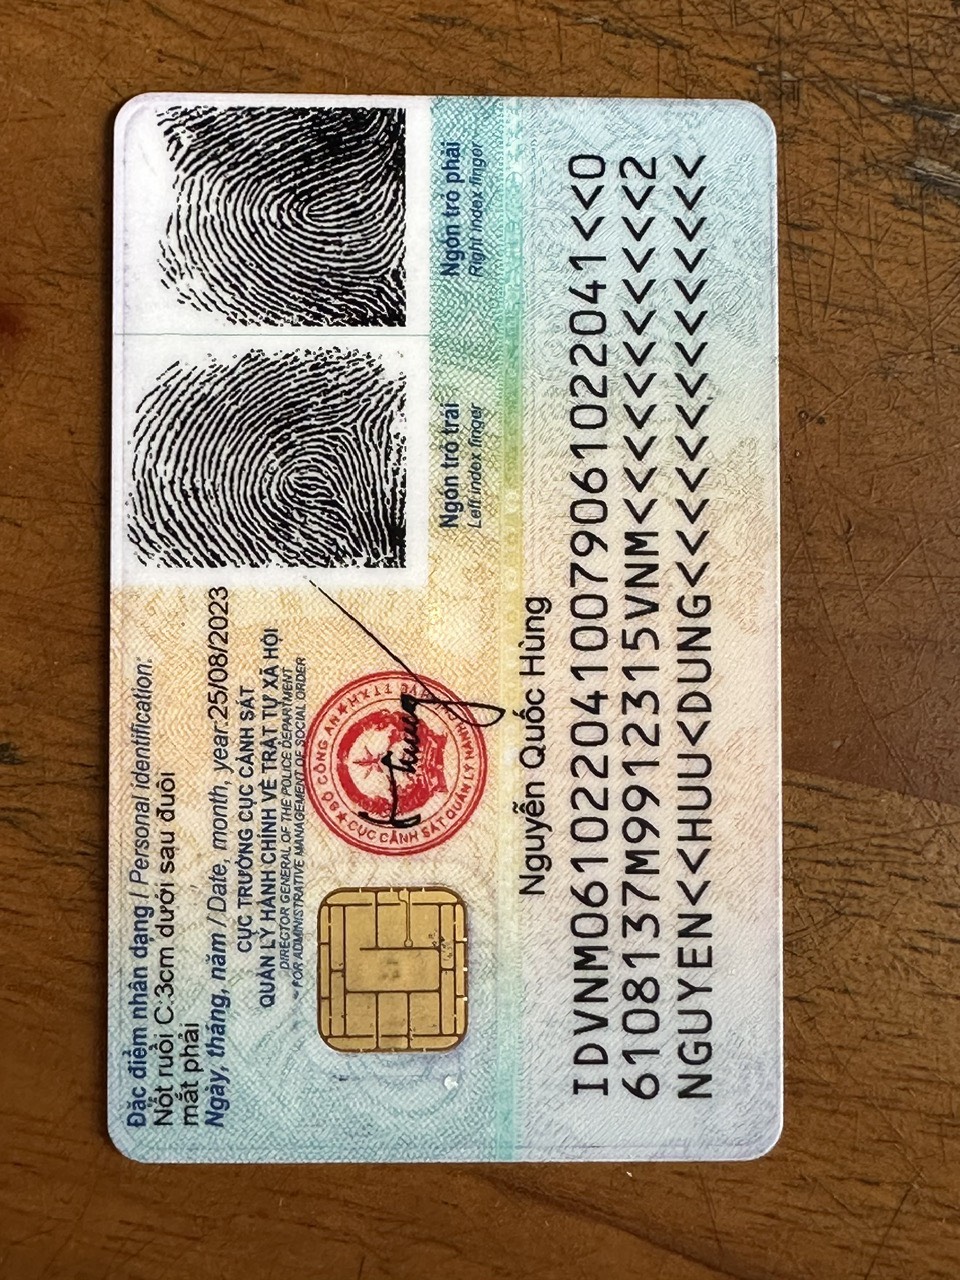 Đặc điểm nhân dạng / Personal identification:
Nốt ruồi C:3cm dưới sau đuôi
mắt phải
Ngày, tháng, năm / Date, month, year:25/08/2023
CỤC TRƯỞNG CỤC CẢNH SÁT
QUẢN LÝ HÀNH CHÍNH VỀ TRẬT TỰ XÃ HỘI
DIRECTOR GENERAL OF THE POLICE DEPARTMENT
FOR ADMINISTRATIVE MANAGEMENT OF SOCIAL ORDER
BỘ CÔNG AN
CỤC CẢNH SÁT QUẢN LÝ HÀNH CHÍNH VỀ TTXH
Nguyễn Quốc Hùng
Ngón trỏ trái
Left index finger
Ngón trỏ phải
Right index finger
IDVNM0610220410079061022041<<0
6108137M9912315VNM<<<<<<<<<<<2
NGUYEN<<HUU<DUNG<<<<<<<<<<<<<<